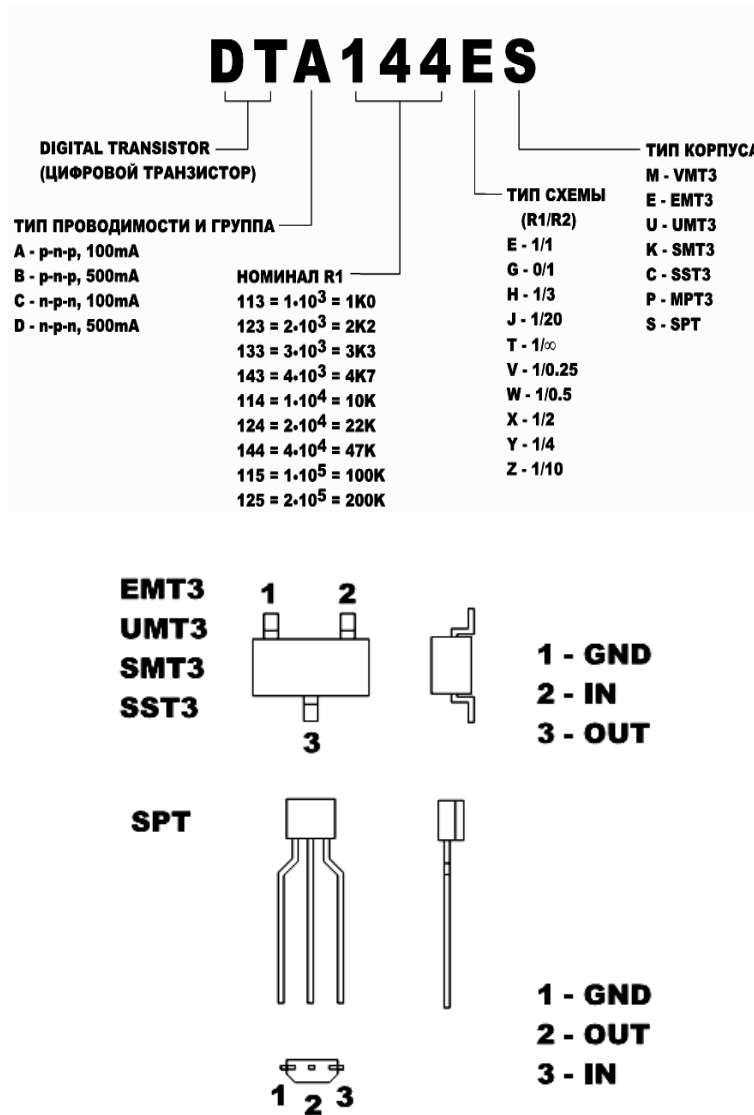 DTA144ES
DIGITAL TRANSISTOR
(ЦИФРОВОЙ ТРАНЗИСТОР)
ТИП ПРОВОДИМОСТИ И ГРУППА
A - p-n-p, 100mA
B - p-n-p, 500mA
C - n-p-n, 100mA
D - n-p-n, 500mA
НОМИНАЛ R1
113 = 1•10³ = 1K0
123 = 2•10³ = 2K2
133 = 3•10³ = 3K3
143 = 4•10³ = 4K7
114 = 1•10⁴ = 10K
124 = 2•10⁴ = 22K
144 = 4•10⁴ = 47K
115 = 1•10⁵ = 100K
125 = 2•10⁵ = 200K
ТИП СХЕМЫ
(R1/R2)
E - 1/1
G - 0/1
H - 1/3
J - 1/20
T - 1/∞
V - 1/0.25
W - 1/0.5
X - 1/2
Y - 1/4
Z - 1/10
ТИП КОРПУСА
M - VMT3
E - EMT3
U - UMT3
K - SMT3
C - SST3
P - MPT3
S - SPT
EMT3
UMT3
SMT3
SST3
1 2
3
1 - GND
2 - IN
3 - OUT
SPT
1 2 3
1 - GND
2 - OUT
3 - IN